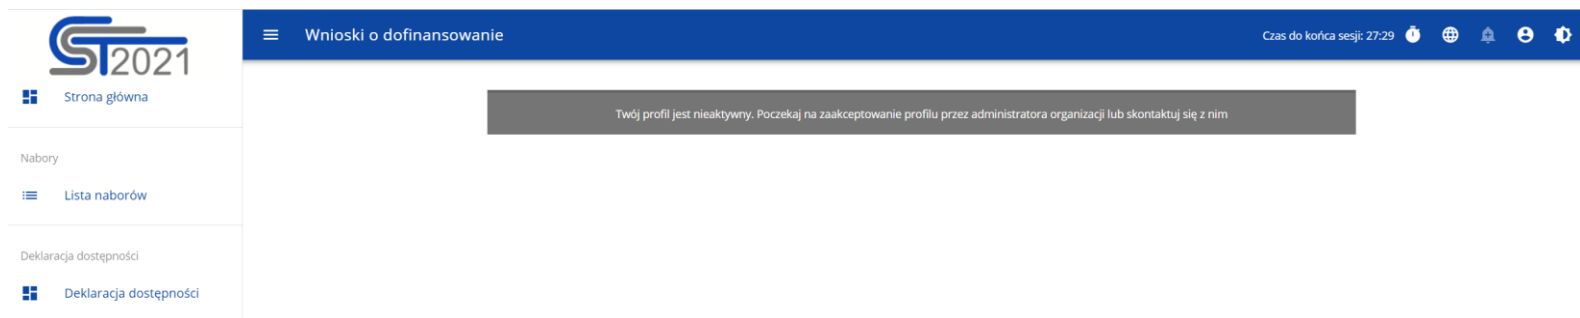 CST2021
Strona główna
Nabory
Lista naborów
Deklaracja dostępności
Deklaracja dostępności
Wnioski o dofinansowanie
Czas do końca sesji: 27:29
Twój profil jest nieaktywny. Poczekaj na zaakceptowanie profilu przez administratora organizacji lub skontaktuj się z nim